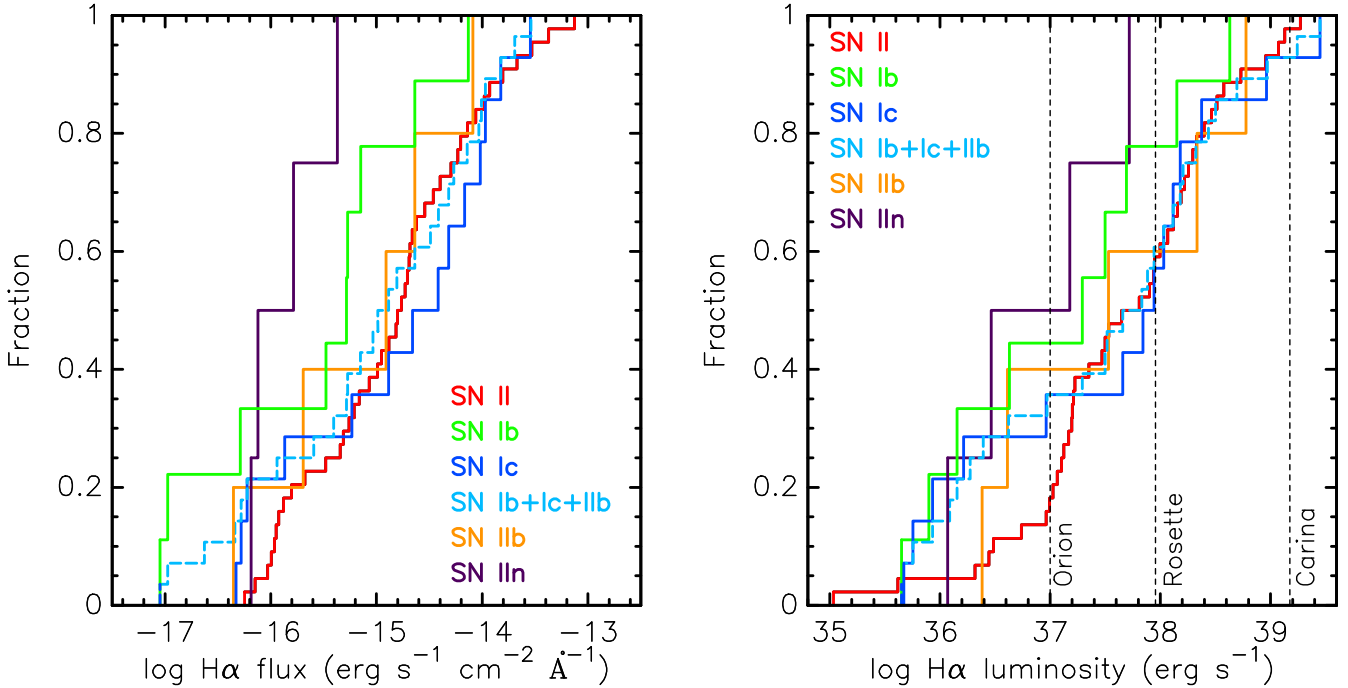 1
0.8
0.6
0.4
0.2
0
Fraction
SN II
SN Ib
SN Ic
SN Ib+Ic+IIb
SN IIb
SN IIn
−17 −16 −15 −14 −13
log Hα flux (erg s⁻¹ cm⁻² Å⁻¹)
1
0.8
0.6
0.4
0.2
0
Fraction
SN II
SN Ib
SN Ic
SN Ib+Ic+IIb
SN IIb
SN IIn
Orion
Rosette
Carina
35 36 37 38 39
log Hα luminosity (erg s⁻¹)